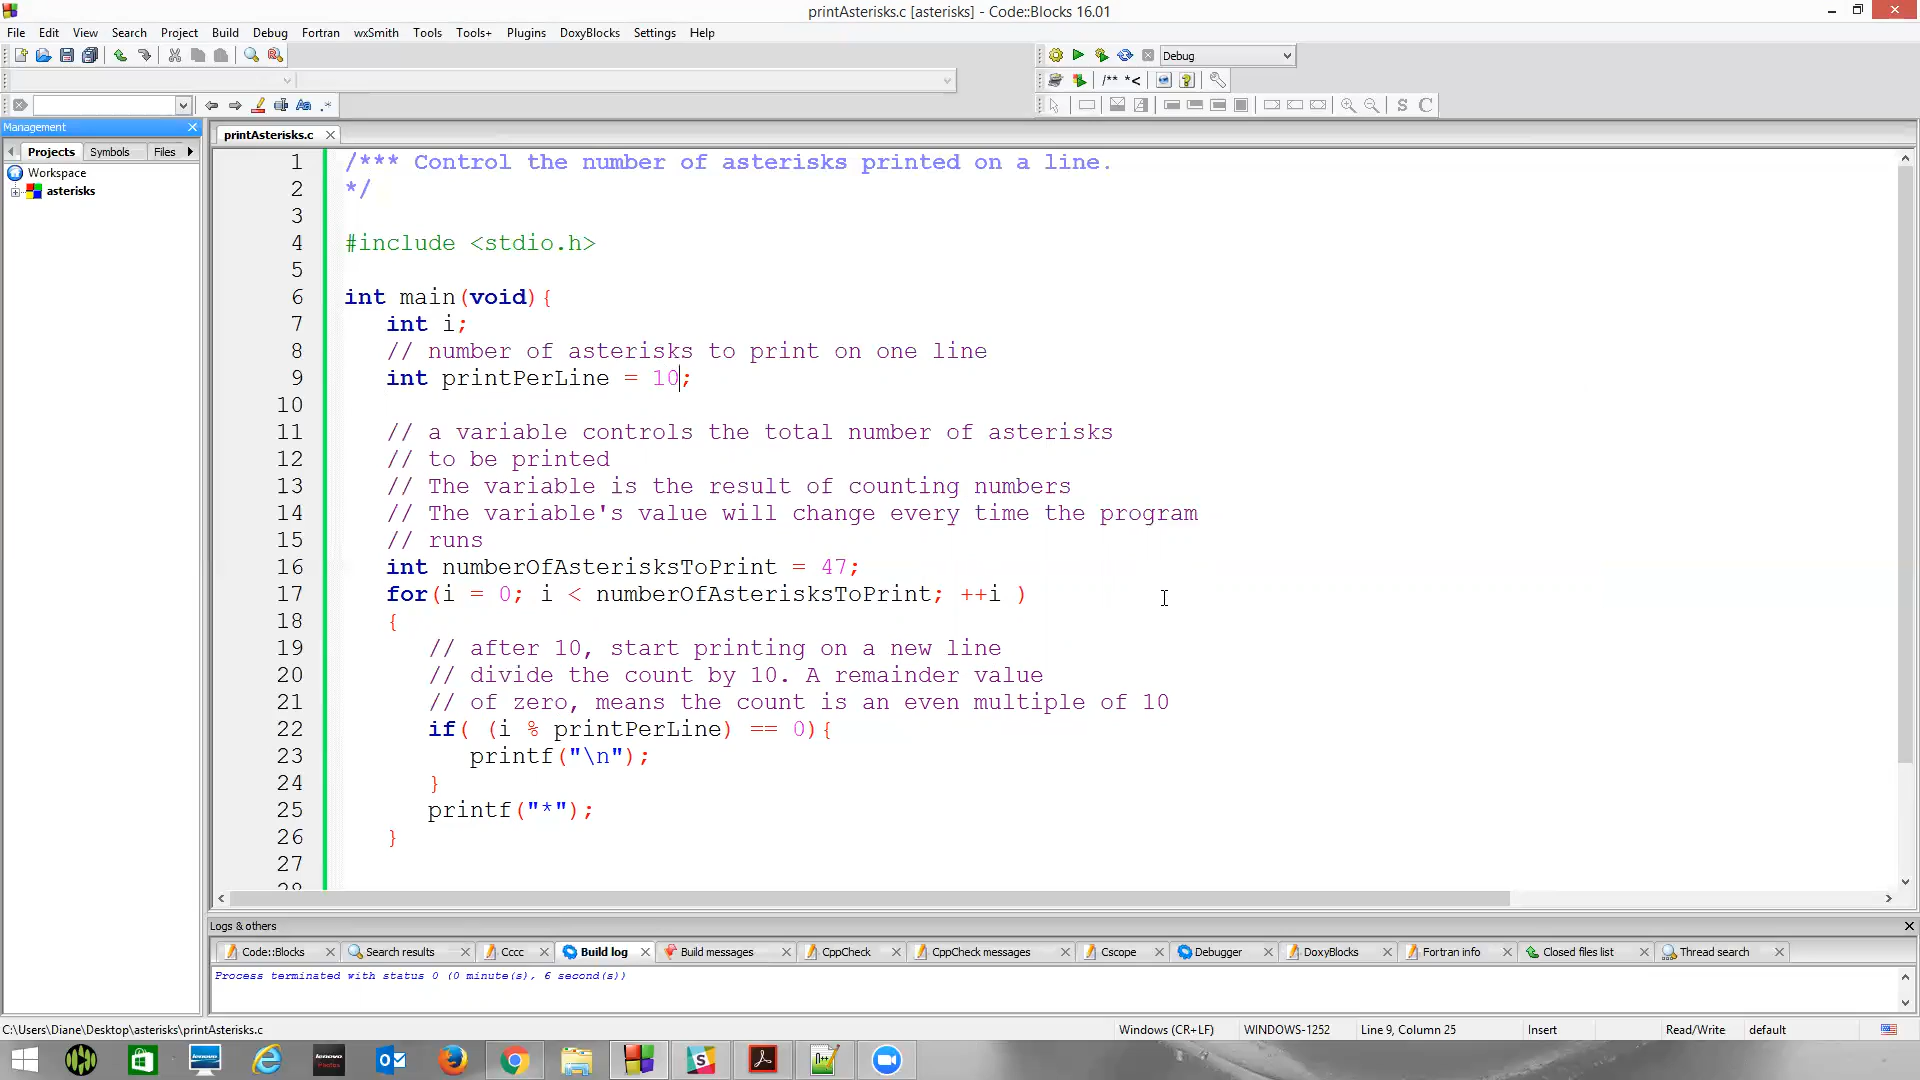 printAsterisks.c [asterisks] - Code::Blocks 16.01
File Edit View Search Project Build Debug Fortran wxSmith Tools Tools+ Plugins DoxyBlocks Settings Help
Debug
/** *<
Aa .*
S C
Management
Projects Symbols Files
Workspace
asterisks
printAsterisks.c
1 /*** Control the number of asterisks printed on a line.
2 */
3
4 #include <stdio.h>
5
6 int main(void){
7 int i;
8 // number of asterisks to print on one line
9 int printPerLine = 10;
10
11 // a variable controls the total number of asterisks
12 // to be printed
13 // The variable is the result of counting numbers
14 // The variable's value will change every time the program
15 // runs
16 int numberOfAsterisksToPrint = 47;
17 for(i = 0; i < numberOfAsterisksToPrint; ++i )
18 {
19 // after 10, start printing on a new line
20 // divide the count by 10. A remainder value
21 // of zero, means the count is an even multiple of 10
22 if( (i % printPerLine) == 0){
23 printf("\n");
24 }
25 printf("*");
26 }
27
28
Logs & others
Code::Blocks Search results Cccc Build log Build messages CppCheck CppCheck messages Cscope Debugger DoxyBlocks Fortran info Closed files list Thread search
Process terminated with status 0 (0 minute(s), 6 second(s))
C:\Users\Diane\Desktop\asterisks\printAsterisks.c Windows (CR+LF) WINDOWS-1252 Line 9, Column 25 Insert Read/Write default